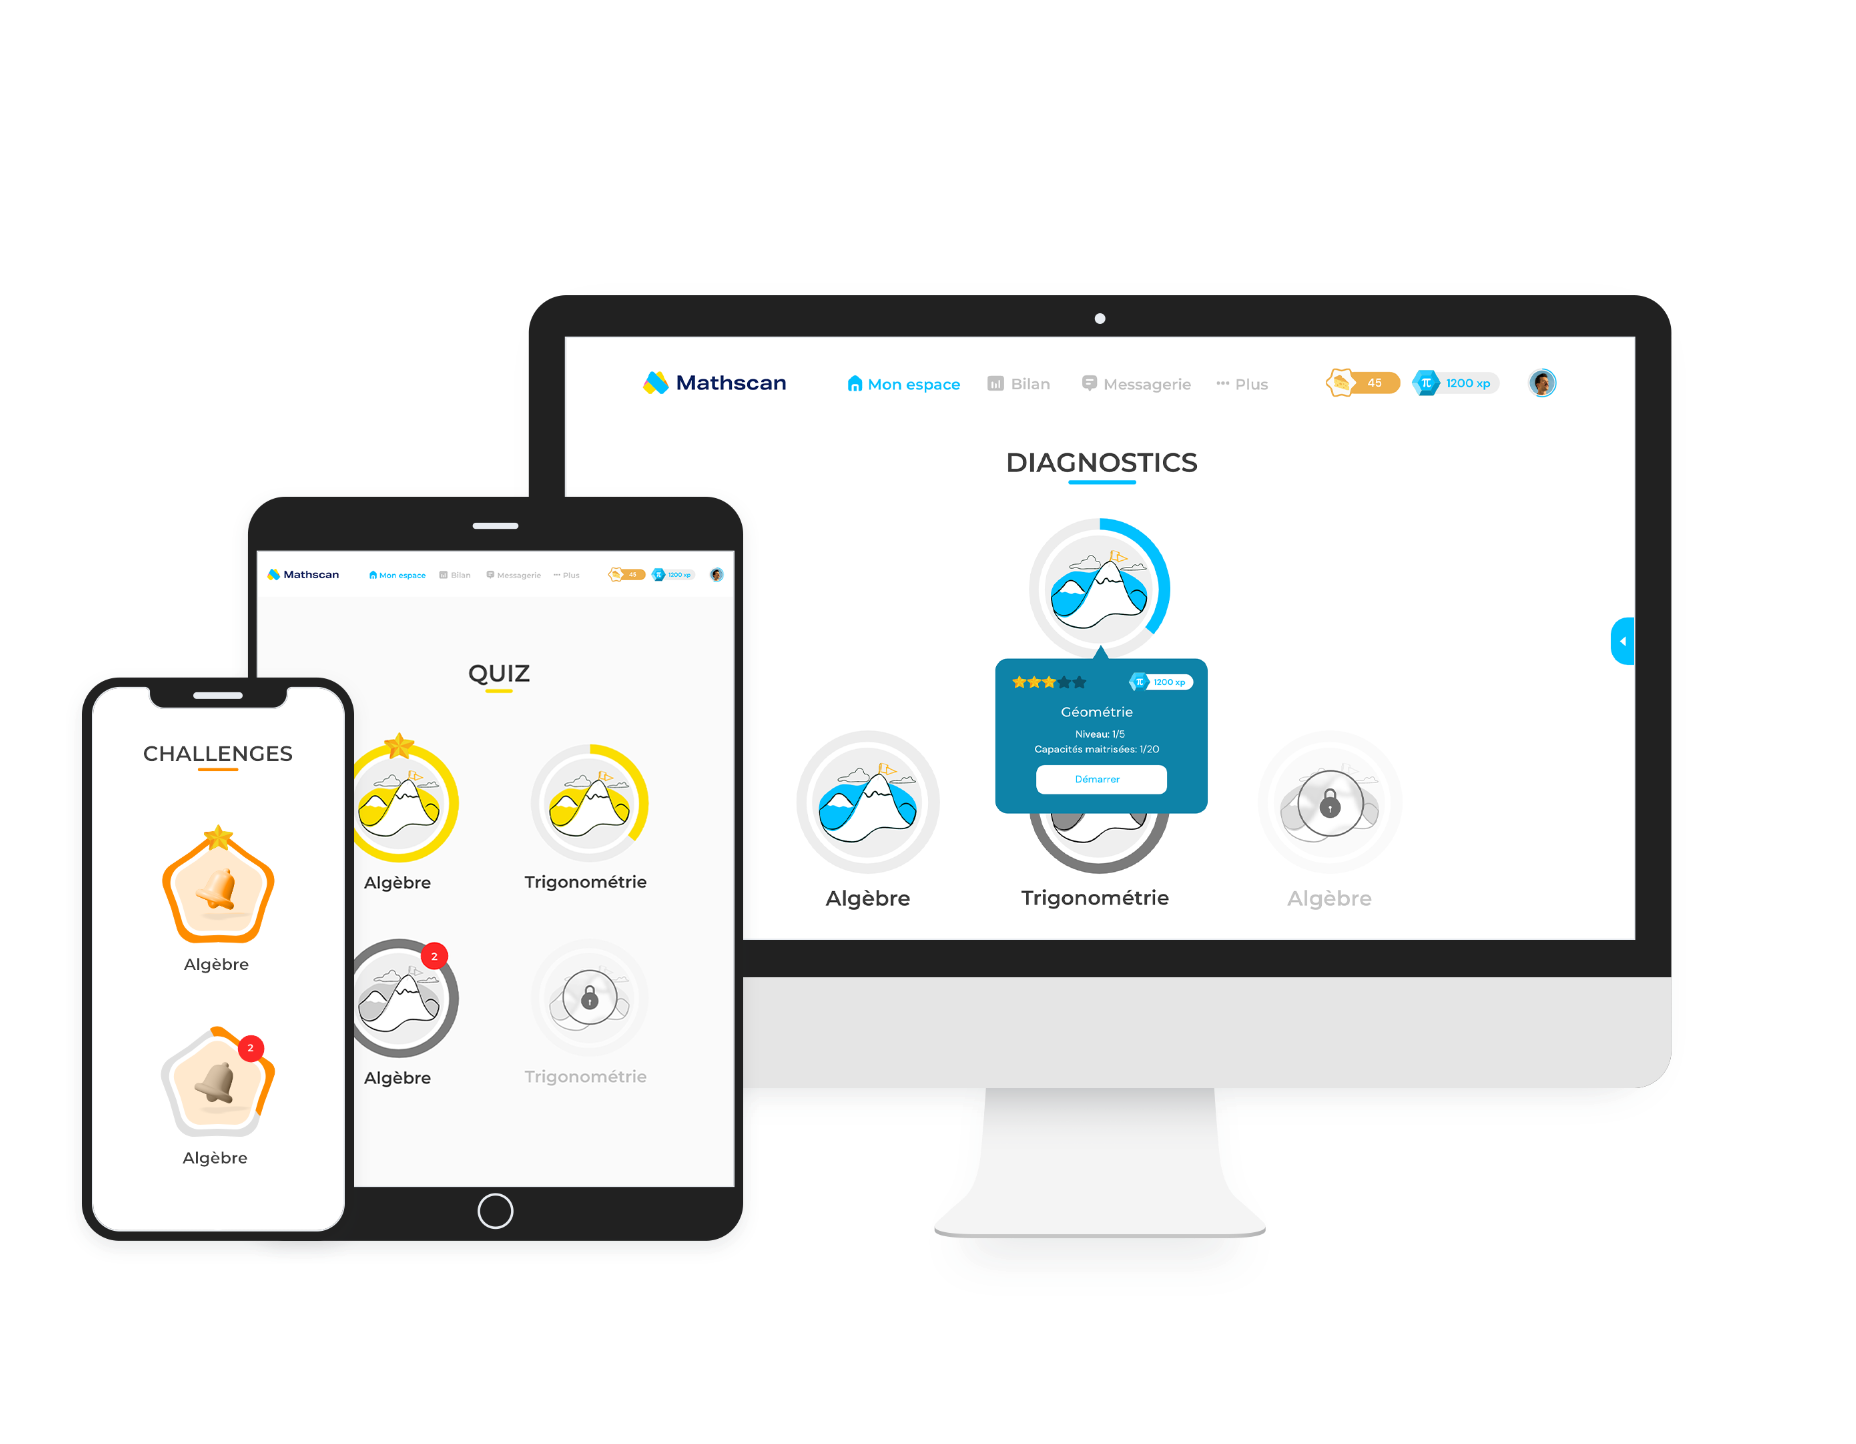 Mathscan
Mon espace
Bilan
Messagerie
Plus
45
π 1200 xp
DIAGNOSTICS
π 1200 xp
Géométrie
Niveau: 1/5
Capacités maitrisées: 1/20
Démarrer
Algèbre
Trigonométrie
Algèbre
Mathscan
Mon espace
Bilan
Messagerie
Plus
45
π 1200 xp
QUIZ
Algèbre
Trigonométrie
2
Algèbre
Trigonométrie
CHALLENGES
Algèbre
2
Algèbre